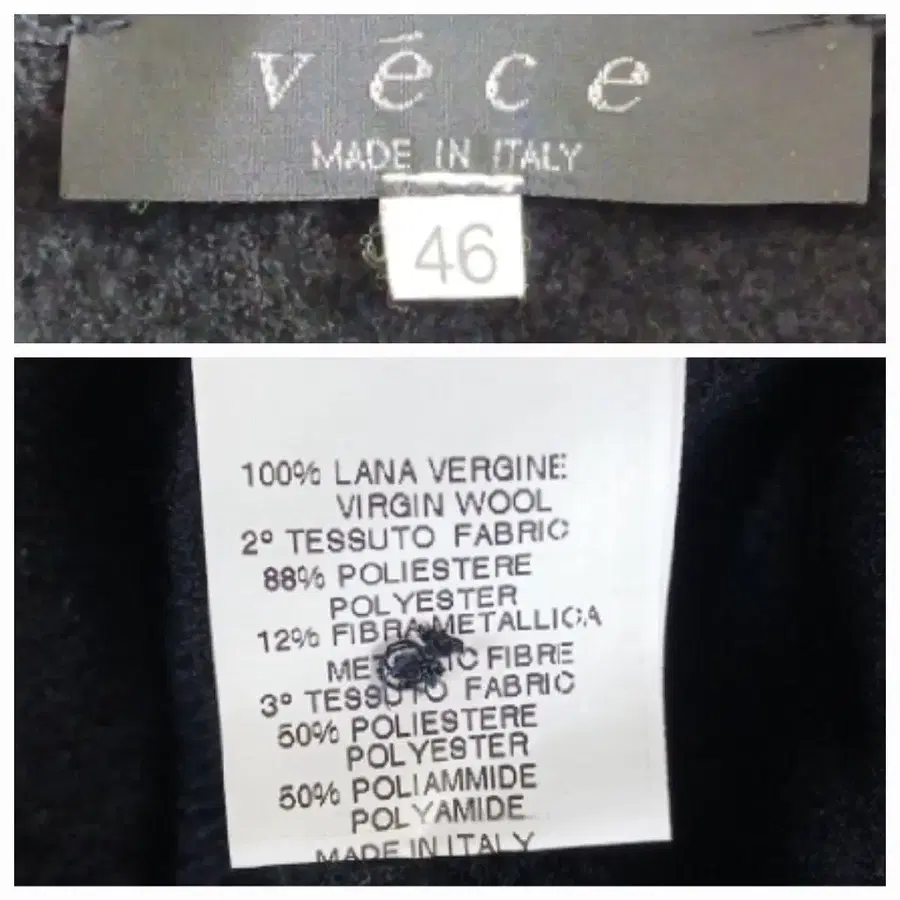 vēce
MADE IN ITALY
46
100% LANA VERGINE
VIRGIN WOOL
2° TESSUTO FABRIC
88% POLIESTERE
POLYESTER
12% FIBRA METALLICA
METALLIC FIBRE
3° TESSUTO FABRIC
50% POLIESTERE
POLYESTER
50% POLIAMMIDE
POLYAMIDE
MADE IN ITALY